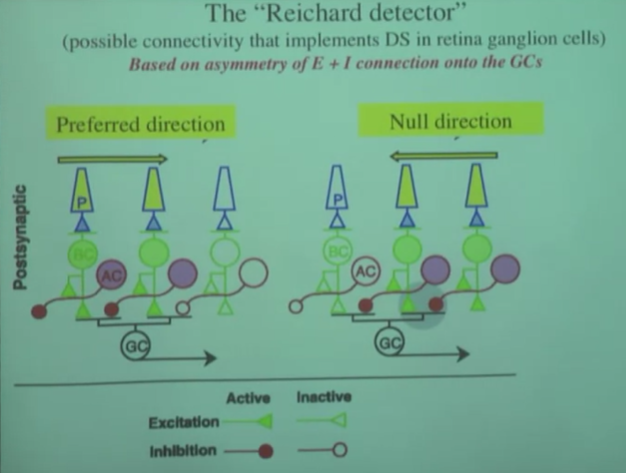 The "Reichard detector"
(possible connectivity that implements DS in retina ganglion cells)
Based on asymmetry of E + I connection onto the GCs
Preferred direction
Null direction
Postsynaptic
P
P
BC
BC
AC
AC
GC
GC
Active Inactive
Excitation
Inhibition